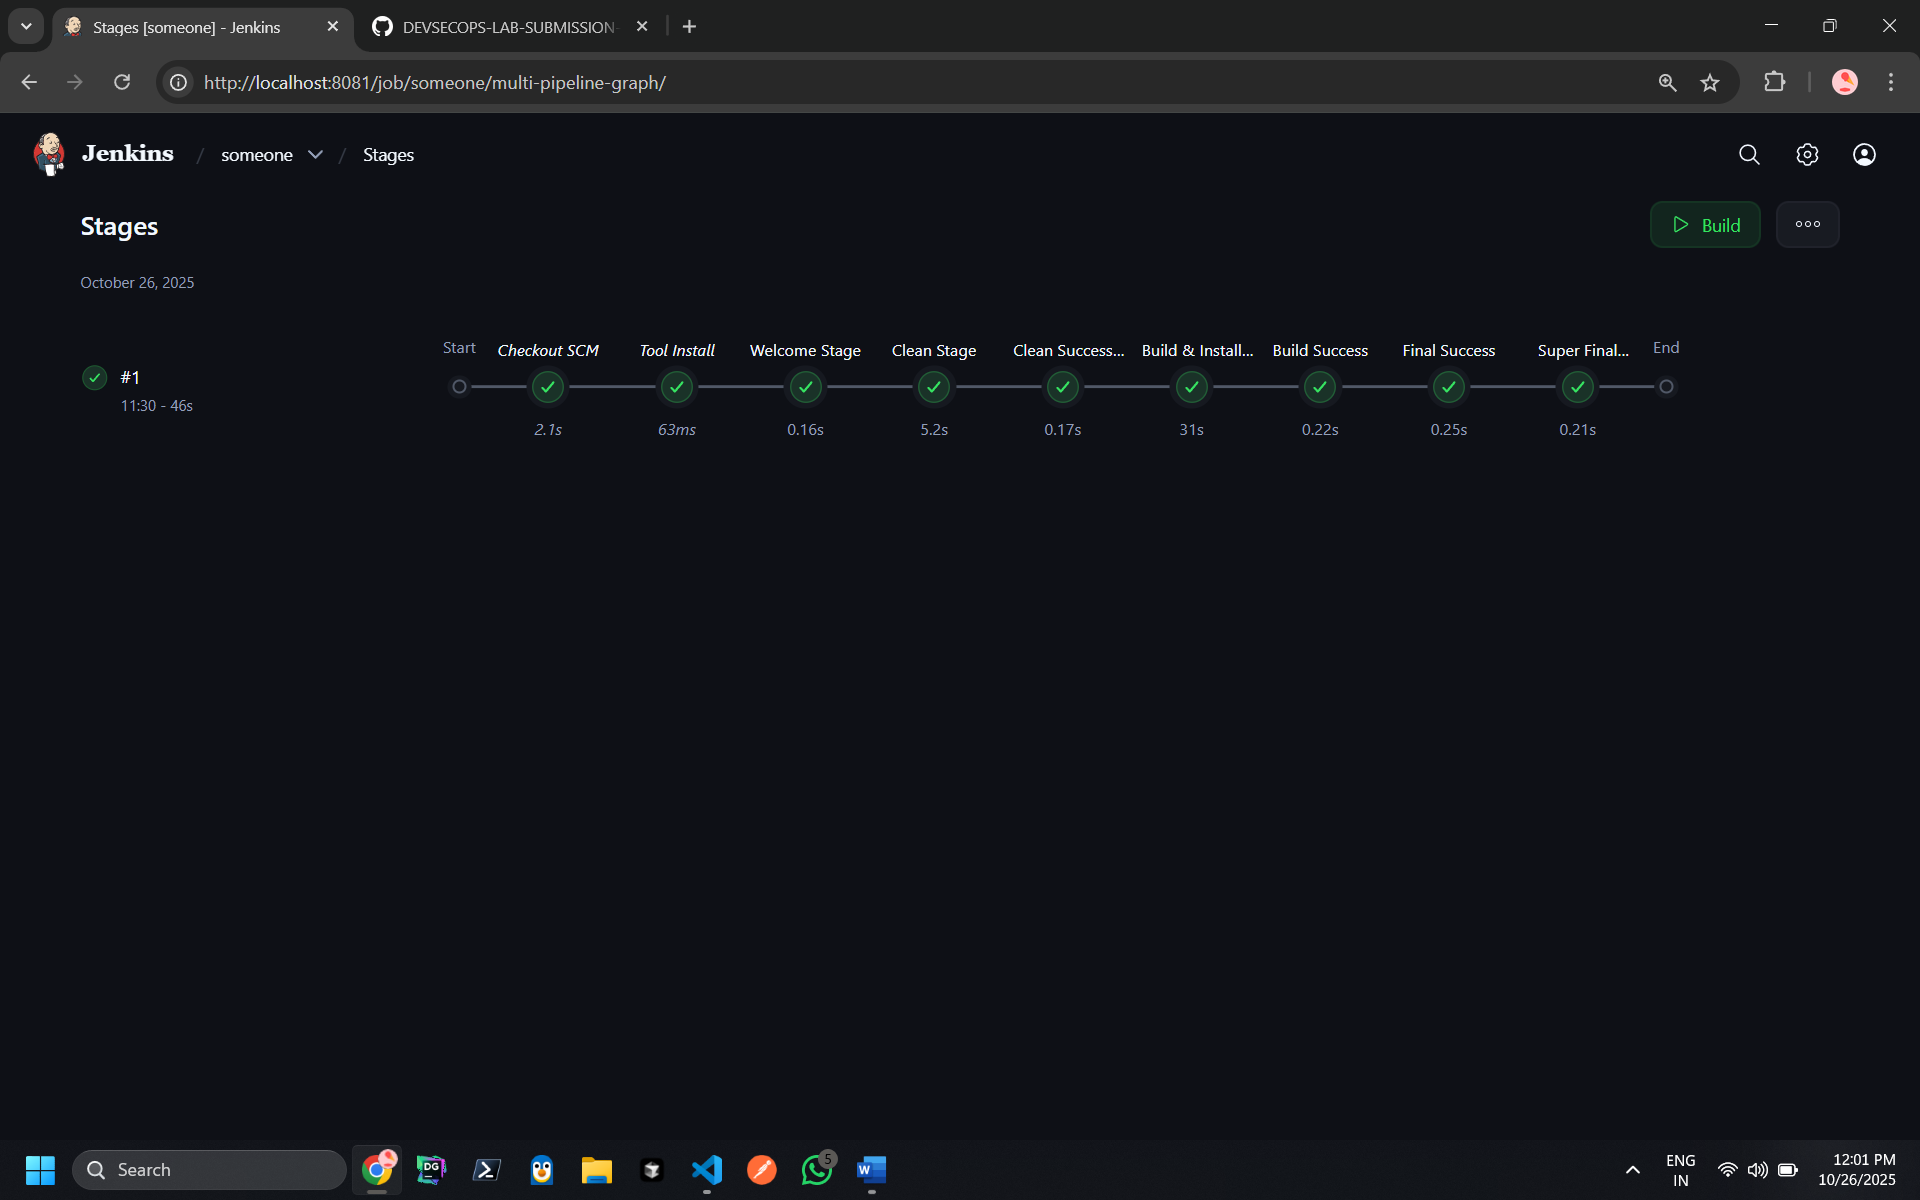 Stages [someone] - Jenkins
DEVSECOPS-LAB-SUBMISSION-
http://localhost:8081/job/someone/multi-pipeline-graph/
Jenkins / someone / Stages
Stages
Build
October 26, 2025
Start Checkout SCM Tool Install Welcome Stage Clean Stage Clean Success... Build & Install... Build Success Final Success Super Final... End
#1
11:30 - 46s
2.1s 63ms 0.16s 5.2s 0.17s 31s 0.22s 0.25s 0.21s
Search
DG
5
W
ENG
IN
12:01 PM
10/26/2025